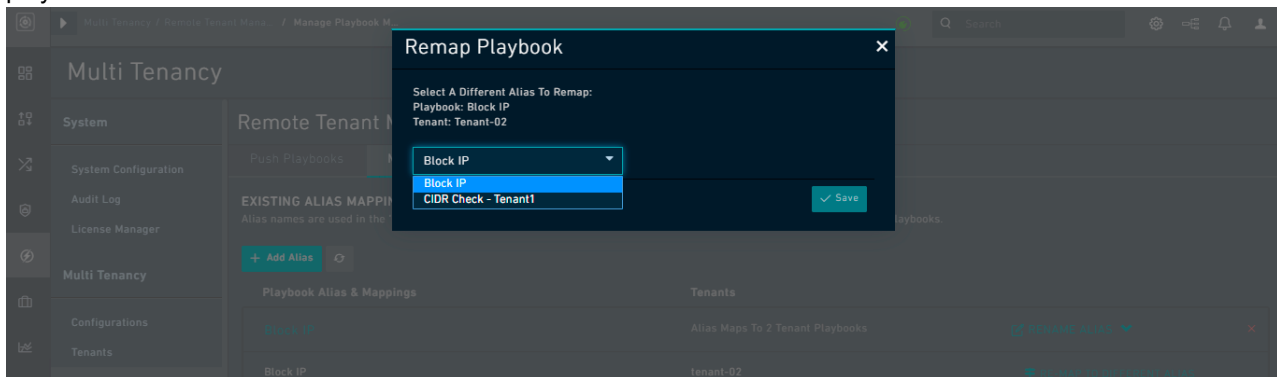 Multi Tenancy / Remote Tenant Mana... / Manage Playbook M...
Search
Remap Playbook
Multi Tenancy
Select A Different Alias To Remap:
Playbook: Block IP
Tenant: Tenant-02
System
Remote Tenant M
Push Playbooks
M
Block IP
Block IP
CIDR Check - Tenant1
Save
System Configuration
Audit Log
License Manager
EXISTING ALIAS MAPPIN
Alias names are used in the
laybooks.
+ Add Alias
Multi Tenancy
Playbook Alias & Mappings
Tenants
Configurations
Block IP
Alias Maps To 2 Tenant Playbooks
Tenants
Block IP
tenant-02